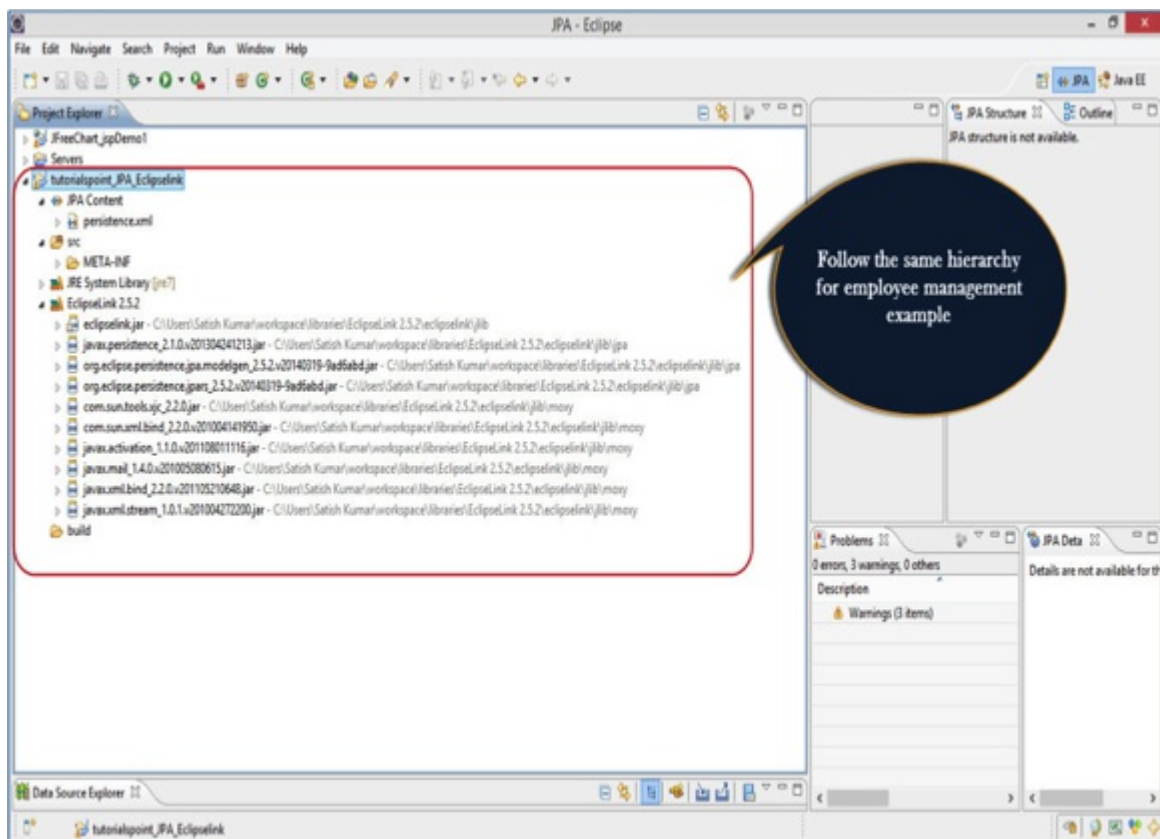 JPA - Eclipse
File Edit Navigate Search Project Run Window Help
JPA Java EE
Project Explorer
JPA Structure Outline
JFreeChart_jspDemo1
JPA structure is not available.
Servers
tutorialspoint_JPA_Eclipselink
JPA Content
persistence.xml
src
META-INF
JRE System Library [jre7]
EclipseLink 2.5.2
eclipselink.jar - C:\Users\Satish Kumar\workspace\libraries\EclipseLink 2.5.2\eclipselink\jlib
javax.persistence_2.1.0.v201304241213.jar - C:\Users\Satish Kumar\workspace\libraries\EclipseLink 2.5.2\eclipselink\jlib\jpa
org.eclipse.persistence.jpa.modelgen_2.5.2.v20140319-9ad6abd.jar - C:\Users\Satish Kumar\workspace\libraries\EclipseLink 2.5.2\eclipselink\jlib\jpa
org.eclipse.persistence.jpars_2.5.2.v20140319-9ad6abd.jar - C:\Users\Satish Kumar\workspace\libraries\EclipseLink 2.5.2\eclipselink\jlib\jpa
com.sun.tools.xjc_2.2.0.jar - C:\Users\Satish Kumar\workspace\libraries\EclipseLink 2.5.2\eclipselink\jlib\moxy
com.sun.xml.bind_2.2.0.v201004141950.jar - C:\Users\Satish Kumar\workspace\libraries\EclipseLink 2.5.2\eclipselink\jlib\moxy
javax.activation_1.1.0.v201108011116.jar - C:\Users\Satish Kumar\workspace\libraries\EclipseLink 2.5.2\eclipselink\jlib\moxy
javax.mail_1.4.0.v201005080615.jar - C:\Users\Satish Kumar\workspace\libraries\EclipseLink 2.5.2\eclipselink\jlib\moxy
javax.xml.bind_2.2.0.v201105210648.jar - C:\Users\Satish Kumar\workspace\libraries\EclipseLink 2.5.2\eclipselink\jlib\moxy
javax.xml.stream_1.0.1.v201004272200.jar - C:\Users\Satish Kumar\workspace\libraries\EclipseLink 2.5.2\eclipselink\jlib\moxy
build
Follow the same hierarchy
for employee management
example
Problems
0 errors, 3 warnings, 0 others
Description
Warnings (3 items)
JPA Deta
Details are not available for th
Data Source Explorer
tutorialspoint_JPA_Eclipselink